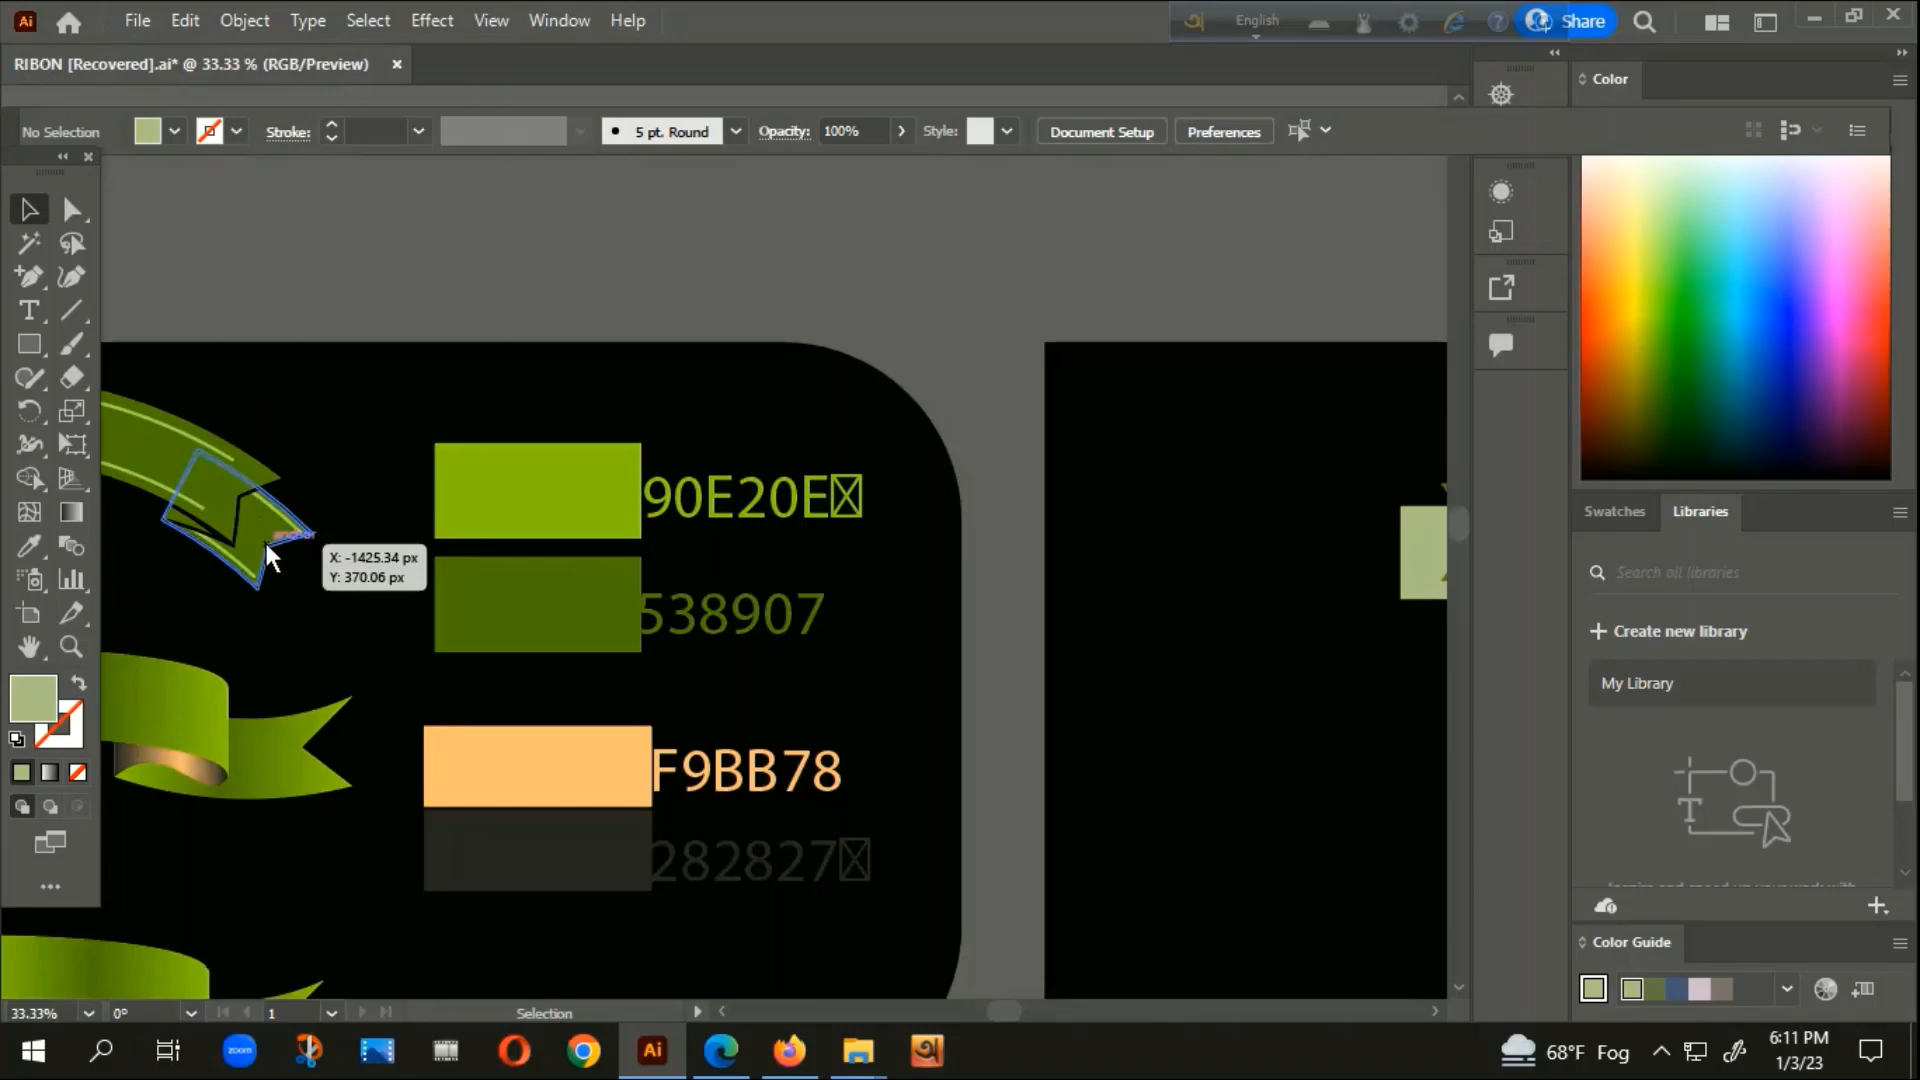 Ai File Edit Object Type Select Effect View Window Help English Share
RIBON [Recovered].ai* @ 33.33 % (RGB/Preview) ×
Color
No Selection Stroke: 5 pt. Round Opacity: 100% Style: Document Setup Preferences
90E20E
anchor
X: -1425.34 px
Y: 370.06 px
538907
F9BB78
282827
Swatches Libraries
Search all libraries
Create new library
My Library
Color Guide
33.33% 0° 1 Selection
zoom Ai 68°F Fog 6:11 PM
1/3/23